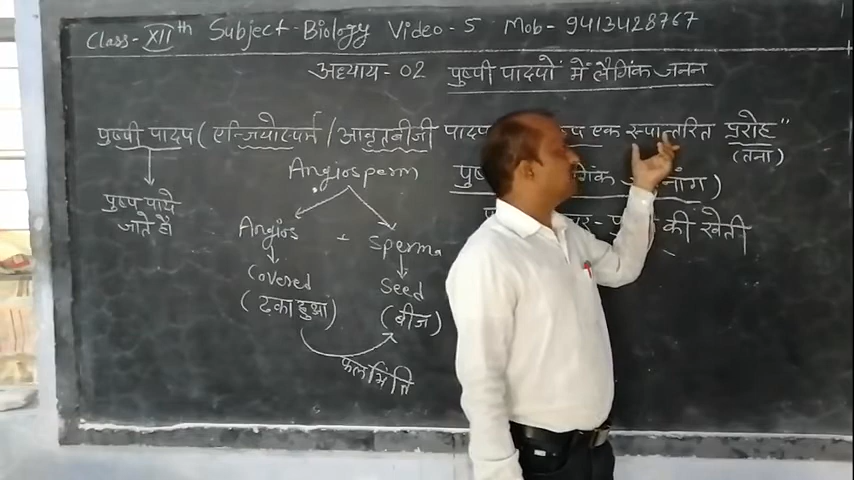 Class- XIIth Subject-Biology Video-5 Mob- 9413428767
अध्याय-02 पुष्पी पादपों में लैंगिक जनन
पुष्पी पादप ( एन्जियोस्पर्म / आवृतबीजी पादप एक रूपान्तरित प्ररोह"
(तना)
Angiosperm
पुष्प पाये
जाते हैं
Angios - Sperma
की खेती
Covered Seed
(ढका हुआ) (बीज)
फलभित्ति